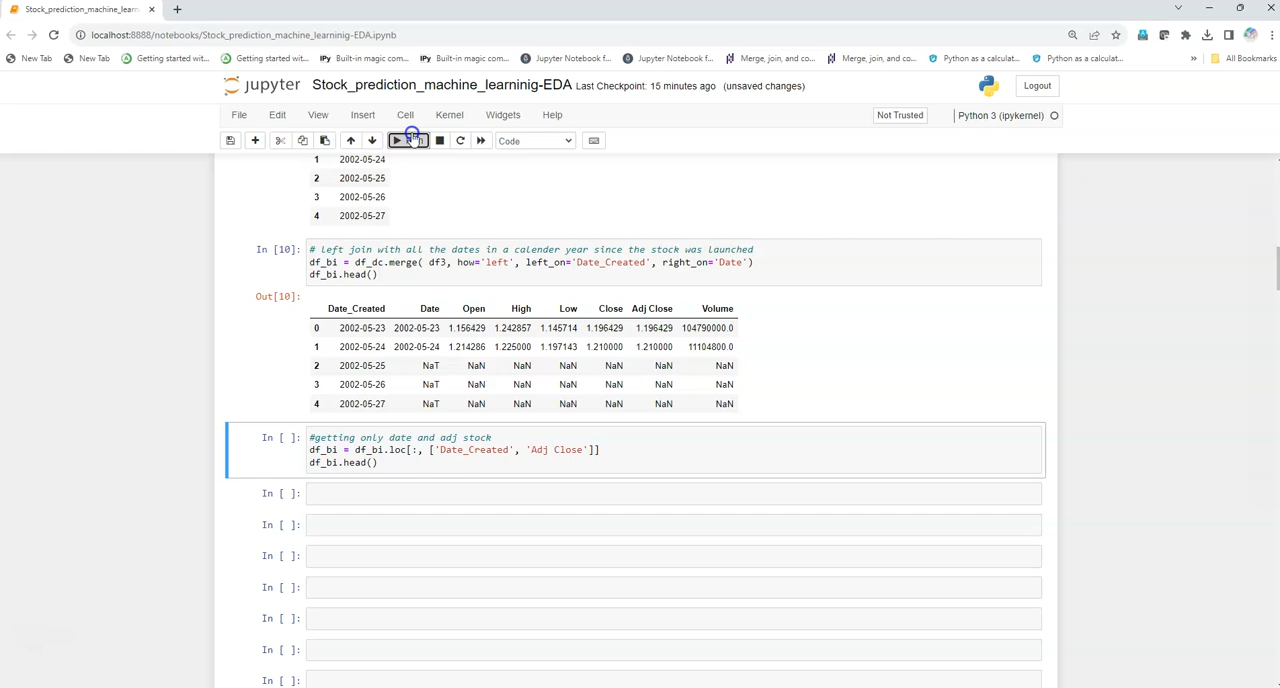 Stock_prediction_machine_learnin
localhost:8888/notebooks/Stock_prediction_machine_learninig-EDA.ipynb
New Tab New Tab Getting started wit... Getting started wit... IPy Built-in magic com... IPy Built-in magic com... Jupyter Notebook f... Jupyter Notebook f... Merge, join, and co... Merge, join, and co... Python as a calculat... Python as a calculat... » All Bookmarks
jupyter Stock_prediction_machine_learninig-EDA Last Checkpoint: 15 minutes ago (unsaved changes) Logout
File Edit View Insert Cell Kernel Widgets Help Not Trusted Python 3 (ipykernel)
Code
1 2002-05-24
2 2002-05-25
3 2002-05-26
4 2002-05-27
In [10]: # left join with all the dates in a calender year since the stock was launched
df_bi = df_dc.merge( df3, how='left', left_on='Date_Created', right_on='Date')
df_bi.head()
Out[10]:
Date_Created Date Open High Low Close Adj Close Volume
0 2002-05-23 2002-05-23 1.156429 1.242857 1.145714 1.196429 1.196429 104790000.0
1 2002-05-24 2002-05-24 1.214286 1.225000 1.197143 1.210000 1.210000 11104800.0
2 2002-05-25 NaT NaN NaN NaN NaN NaN NaN
3 2002-05-26 NaT NaN NaN NaN NaN NaN NaN
4 2002-05-27 NaT NaN NaN NaN NaN NaN NaN
In [ ]: #getting only date and adj stock
df_bi = df_bi.loc[:, ['Date_Created', 'Adj Close']]
df_bi.head()
In [ ]:
In [ ]:
In [ ]:
In [ ]:
In [ ]:
In [ ]:
In [ ]: